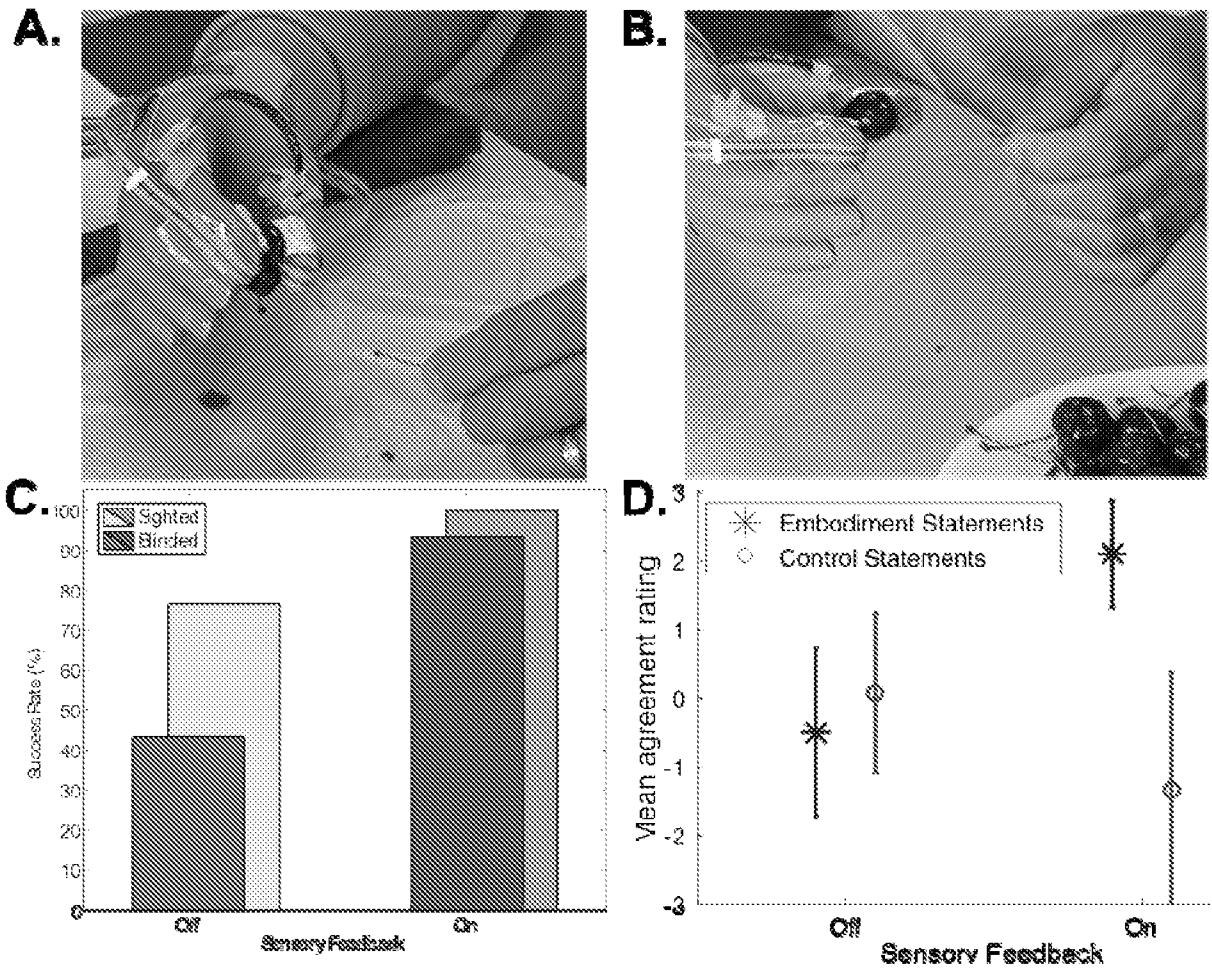 A.
B.
C.
100
90
80
70
60
50
40
30
20
10
0
Success Rate (%)
Sighted
Blinded
Off
On
Sensory Feedback
D.
3
2
1
0
-1
-2
-3
Mean agreement rating
Embodiment Statements
Control Statements
Off
On
Sensory Feedback